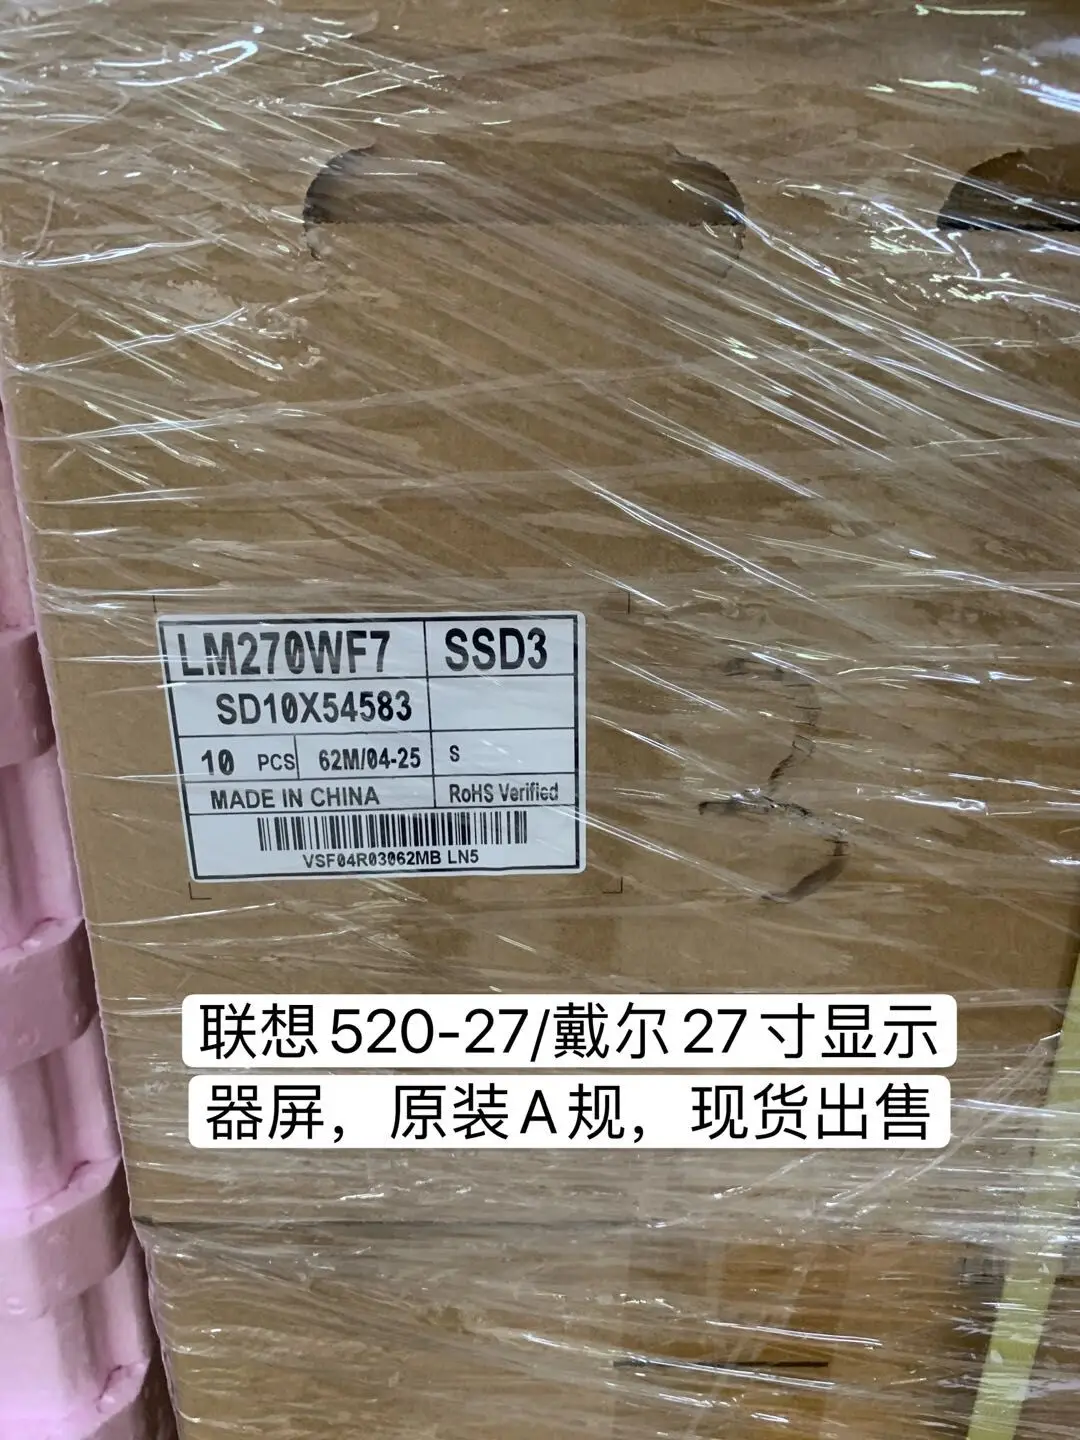 LM270WF7 SSD3
SD10X54583
10 PCS 62M/04-25 S
MADE IN CHINA RoHS Verified
VSF04R03062MB LN5
联想520-27/戴尔27寸显示
器屏，原装A规，现货出售